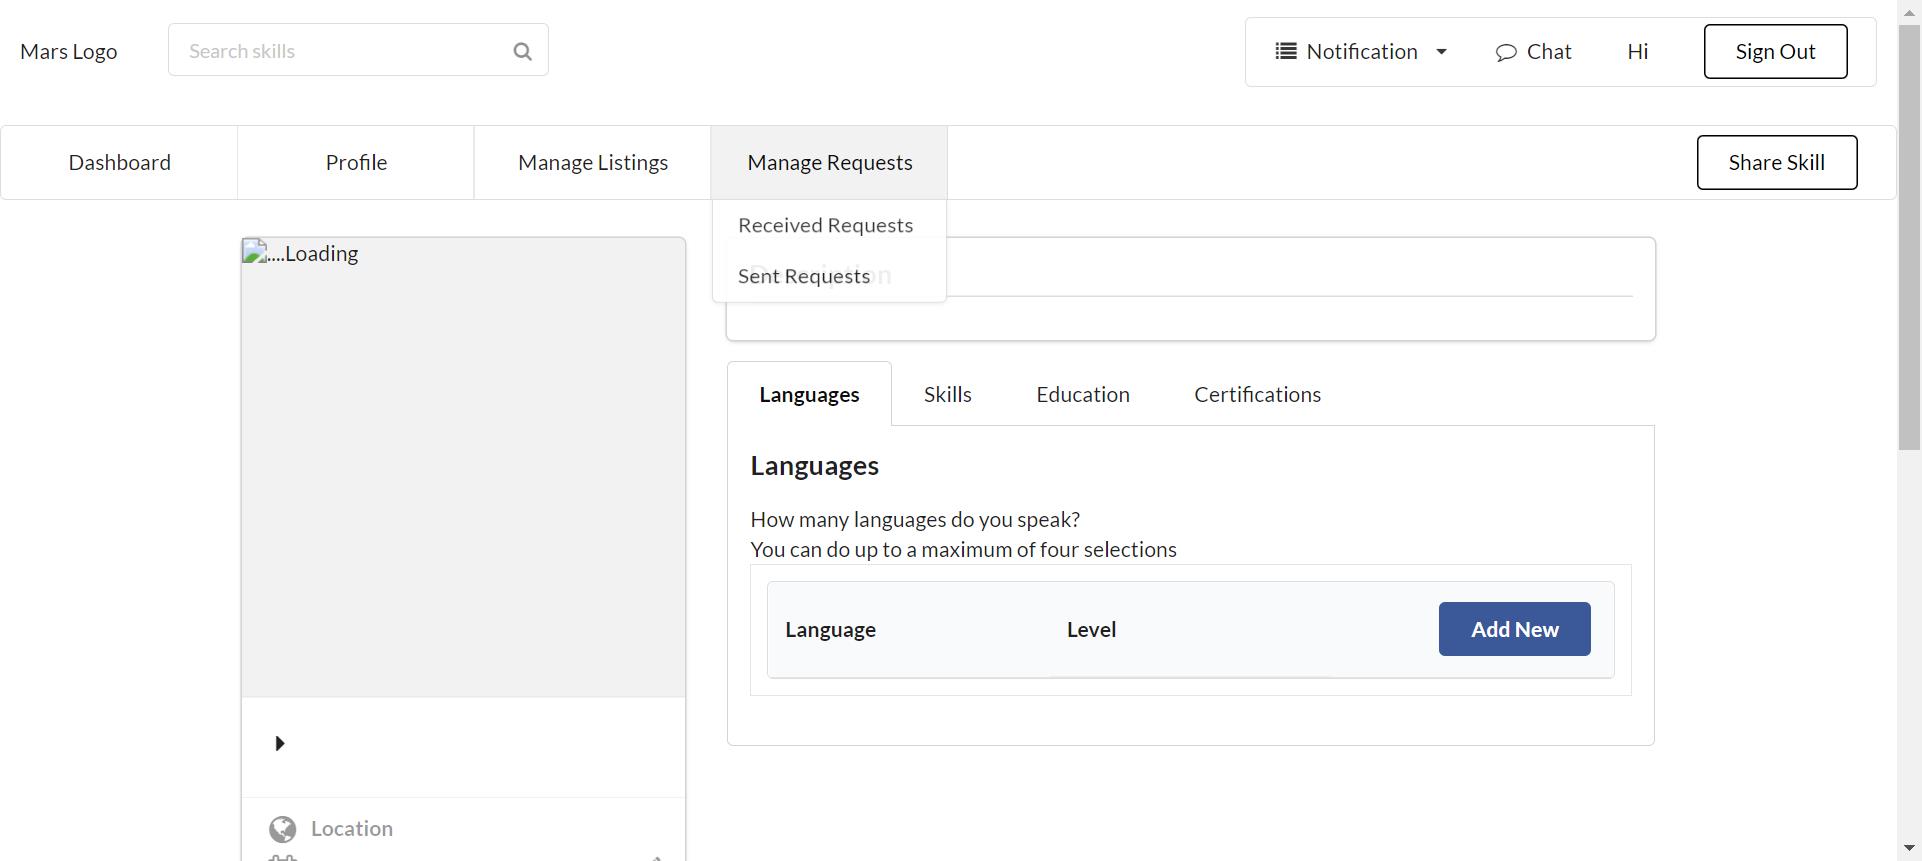 Mars Logo
Search skills
Notification
Chat
Hi
Sign Out
Dashboard
Profile
Manage Listings
Manage Requests
Share Skill
Received Requests
Sent Requests
....Loading
Description
Languages
Skills
Education
Certifications
Languages
How many languages do you speak?
You can do up to a maximum of four selections
Language
Level
Add New
Location